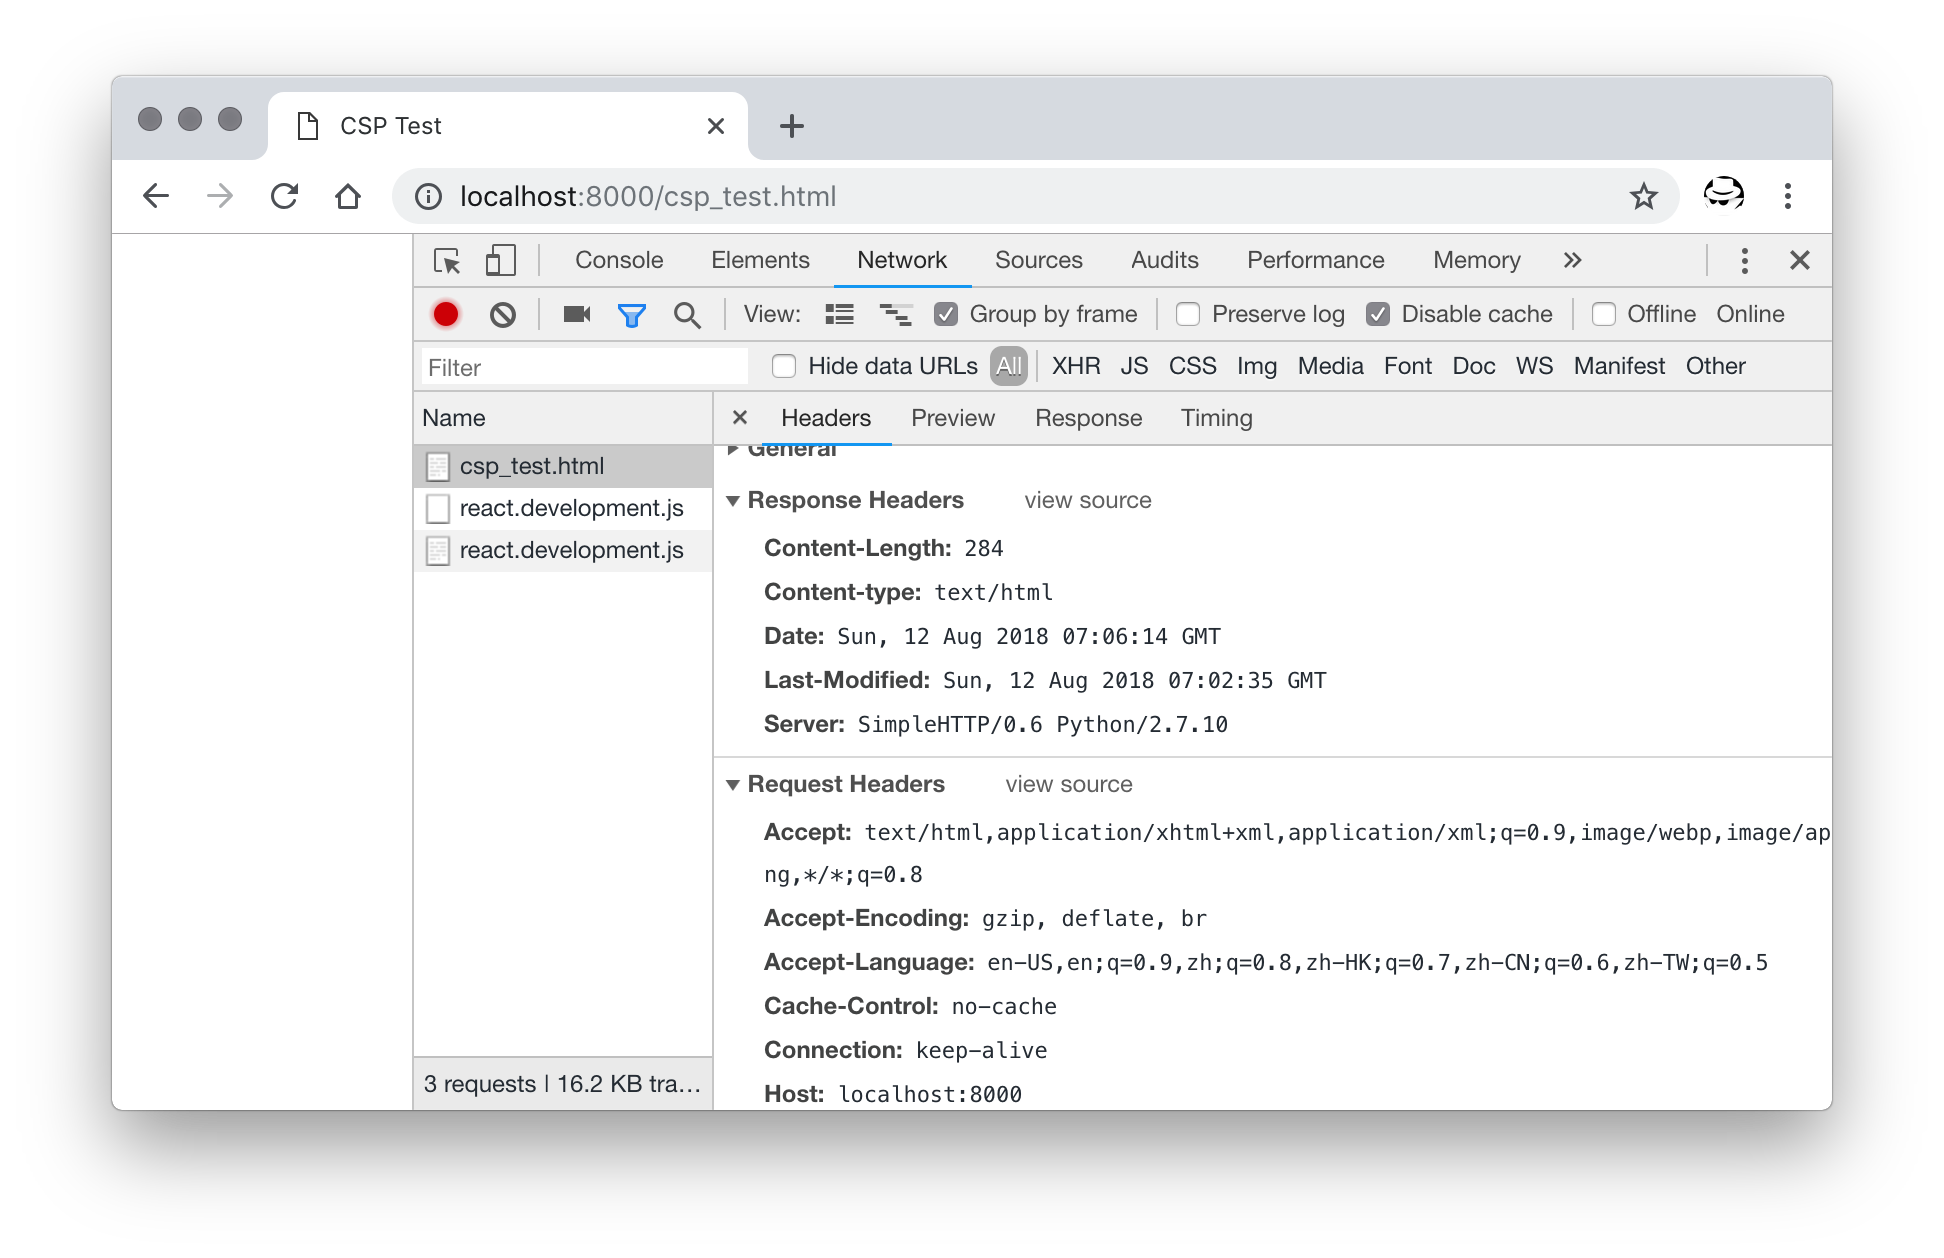 CSP Test
localhost:8000/csp_test.html
Console Elements Network Sources Audits Performance Memory
View: Group by frame Preserve log Disable cache Offline Online
Filter Hide data URLs All XHR JS CSS Img Media Font Doc WS Manifest Other
Name Headers Preview Response Timing
General
csp_test.html
react.development.js
react.development.js
3 requests | 16.2 KB tra…
Response Headers view source
Content-Length: 284
Content-type: text/html
Date: Sun, 12 Aug 2018 07:06:14 GMT
Last-Modified: Sun, 12 Aug 2018 07:02:35 GMT
Server: SimpleHTTP/0.6 Python/2.7.10
Request Headers view source
Accept: text/html,application/xhtml+xml,application/xml;q=0.9,image/webp,image/ap
ng,*/*;q=0.8
Accept-Encoding: gzip, deflate, br
Accept-Language: en-US,en;q=0.9,zh;q=0.8,zh-HK;q=0.7,zh-CN;q=0.6,zh-TW;q=0.5
Cache-Control: no-cache
Connection: keep-alive
Host: localhost:8000